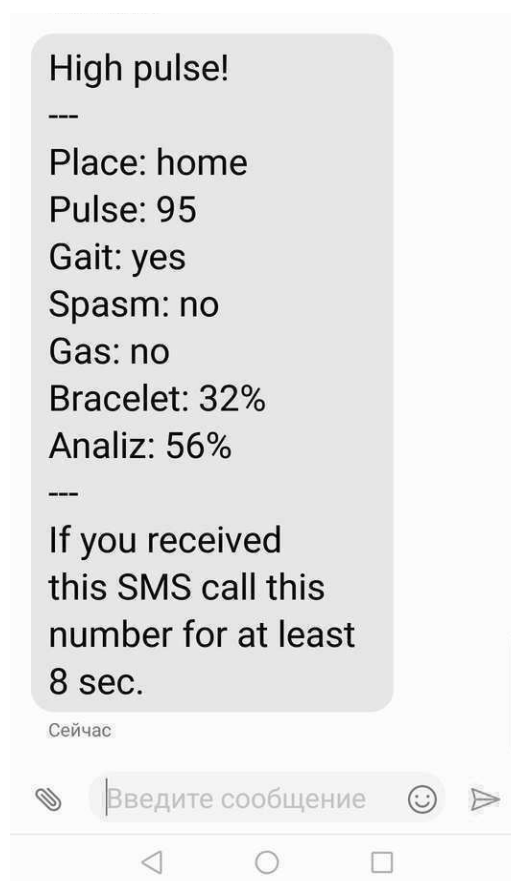 High pulse!
---
Place: home
Pulse: 95
Gait: yes
Spasm: no
Gas: no
Bracelet: 32%
Analiz: 56%
---
If you received
this SMS call this
number for at least
8 sec.
Сейчас
Введите сообщение